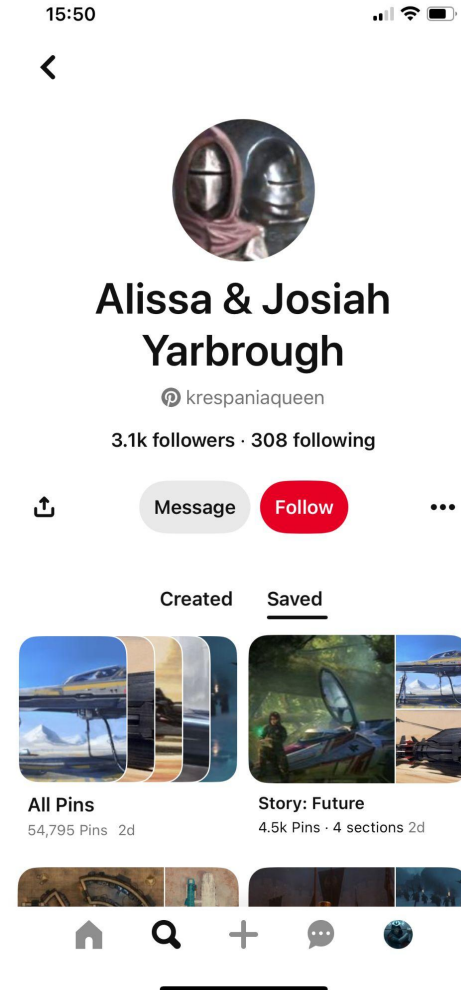 15:50
Alissa & Josiah
Yarbrough
krespaniaqueen
3.1k followers · 308 following
Message
Follow
Created
Saved
All Pins
54,795 Pins 2d
Story: Future
4.5k Pins · 4 sections 2d